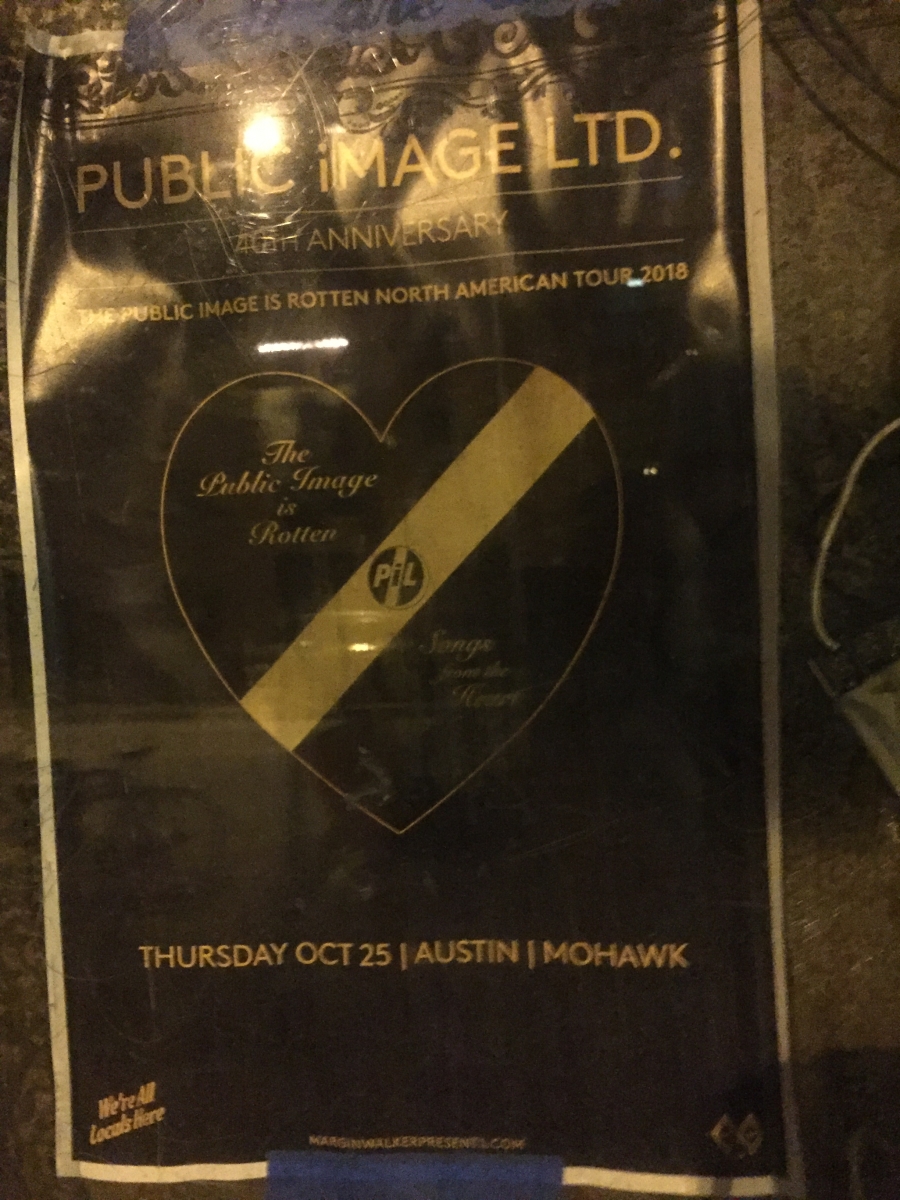 PUBLIC iMAGE LTD.
40TH ANNIVERSARY
THE PUBLIC IMAGE IS ROTTEN NORTH AMERICAN TOUR 2018
The
Public Image
is
Rotten
PiL
Songs
from the
Heart
THURSDAY OCT 25 | AUSTIN | MOHAWK
We're All
Locals Here
MARGINWALKERPRESENTS.COM